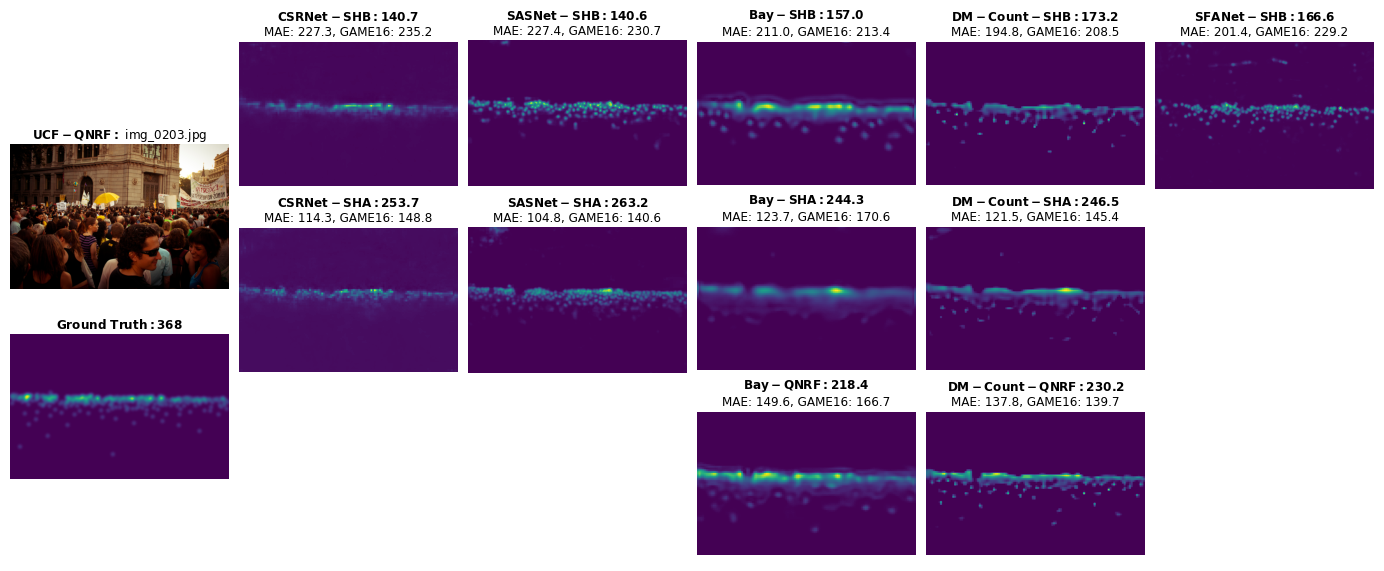 CSRNet − SHB : 140.7
MAE: 227.3, GAME16: 235.2
SASNet − SHB : 140.6
MAE: 227.4, GAME16: 230.7
Bay − SHB : 157.0
MAE: 211.0, GAME16: 213.4
DM − Count − SHB : 173.2
MAE: 194.8, GAME16: 208.5
SFANet − SHB : 166.6
MAE: 201.4, GAME16: 229.2
UCF − QNRF : img_0203.jpg
CSRNet − SHA : 253.7
MAE: 114.3, GAME16: 148.8
SASNet − SHA : 263.2
MAE: 104.8, GAME16: 140.6
Bay − SHA : 244.3
MAE: 123.7, GAME16: 170.6
DM − Count − SHA : 246.5
MAE: 121.5, GAME16: 145.4
Ground Truth : 368
Bay − QNRF : 218.4
MAE: 149.6, GAME16: 166.7
DM − Count − QNRF : 230.2
MAE: 137.8, GAME16: 139.7